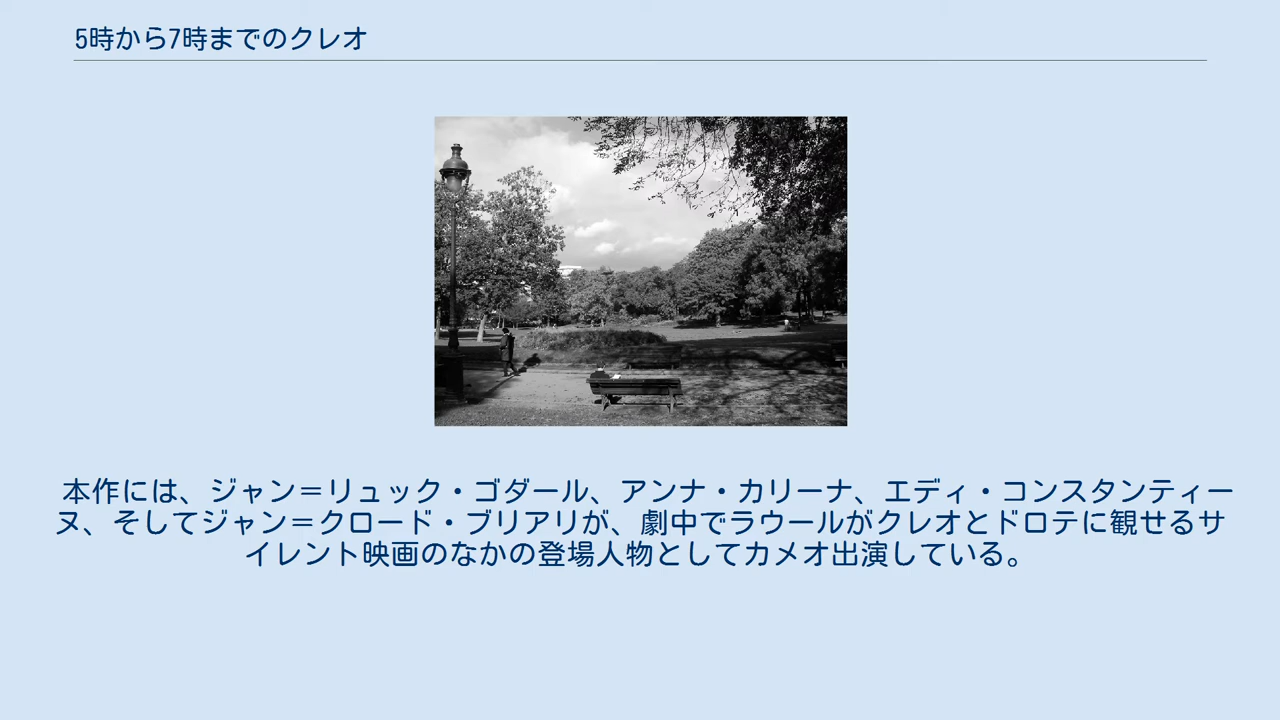 5時から7時までのクレオ
本作には、ジャン＝リュック・ゴダール、アンナ・カリーナ、エディ・コンスタンティー
ヌ、そしてジャン＝クロード・ブリアリが、劇中でラウールがクレオとドロテに観せるサ
イレント映画のなかの登場人物としてカメオ出演している。